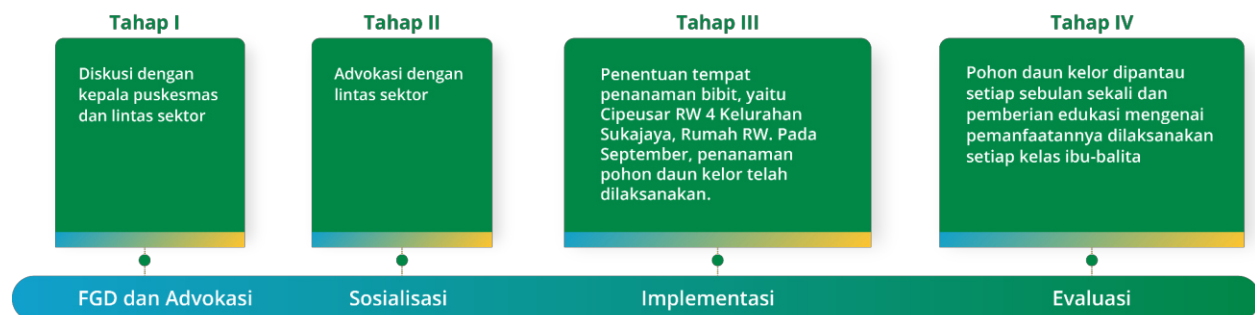 Tahap I
Diskusi dengan
kepala puskesmas
dan lintas sektor
FGD dan Advokasi
Tahap II
Advokasi dengan
lintas sektor
Sosialisasi
Tahap III
Penentuan tempat
penanaman bibit, yaitu
Cipeusar RW 4 Kelurahan
Sukajaya, Rumah RW. Pada
September, penanaman
pohon daun kelor telah
dilaksanakan.
Implementasi
Tahap IV
Pohon daun kelor dipantau
setiap sebulan sekali dan
pemberian edukasi mengenai
pemanfaatannya dilaksanakan
setiap kelas ibu-balita
Evaluasi